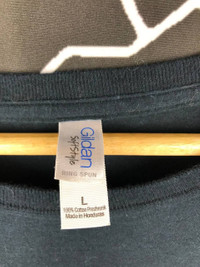 Gildan
SoftStyle
RING SPUN
L
100% Cotton Preshrunk
Made in Honduras